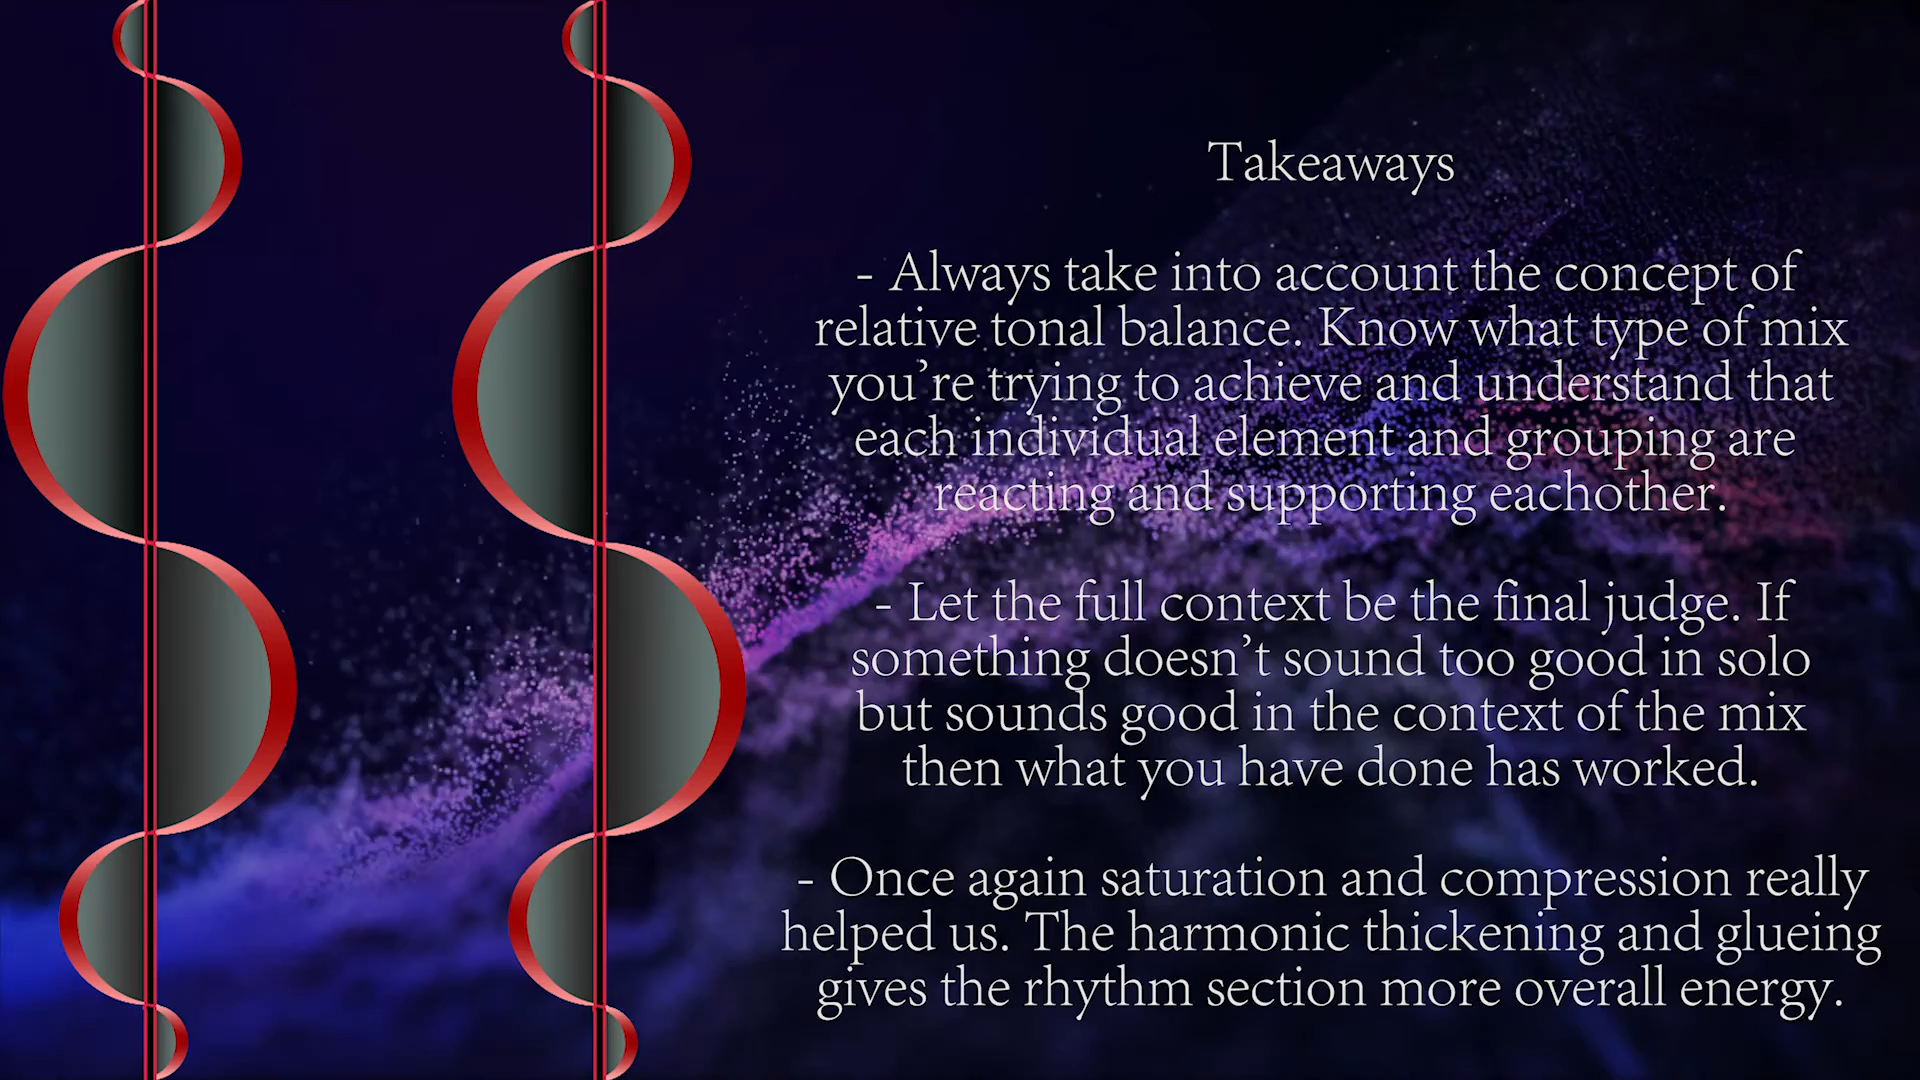 Takeaways
- Always take into account the concept of
relative tonal balance. Know what type of mix
you’re trying to achieve and understand that
each individual element and grouping are
reacting and supporting eachother.
- Let the full context be the final judge. If
something doesn’t sound too good in solo
but sounds good in the context of the mix
then what you have done has worked.
- Once again saturation and compression really
helped us. The harmonic thickening and glueing
gives the rhythm section more overall energy.